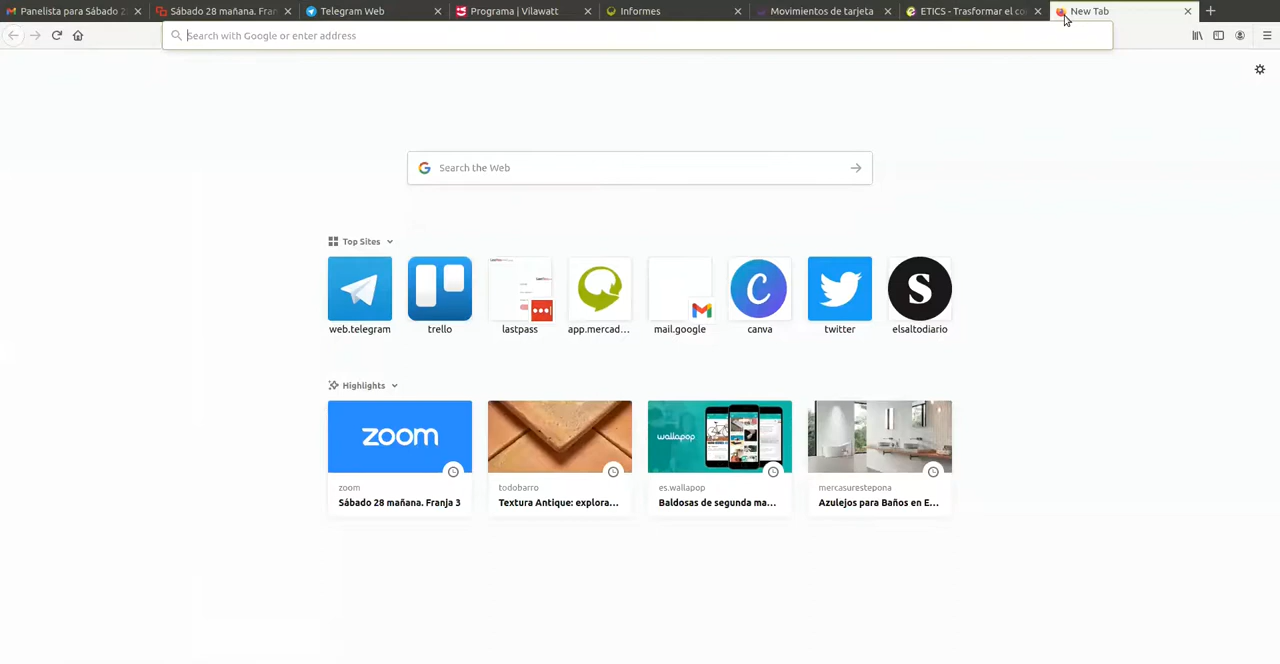 Panelista para Sábado 2
Sábado 28 mañana. Fran
Telegram Web
Programa | Vilawatt
Informes
Movimientos de tarjeta
ETICS - Trasformar el co
New Tab
Search with Google or enter address
Search the Web
Top Sites
web.telegram
trello
lastpass
app.mercad...
mail.google
canva
twitter
elsaltodiario
Highlights
zoom
wallapop
zoom
Sábado 28 mañana. Franja 3
todobarro
Textura Antique: explora...
es.wallapop
Baldosas de segunda ma...
mercasurestepona
Azulejos para Baños en E...